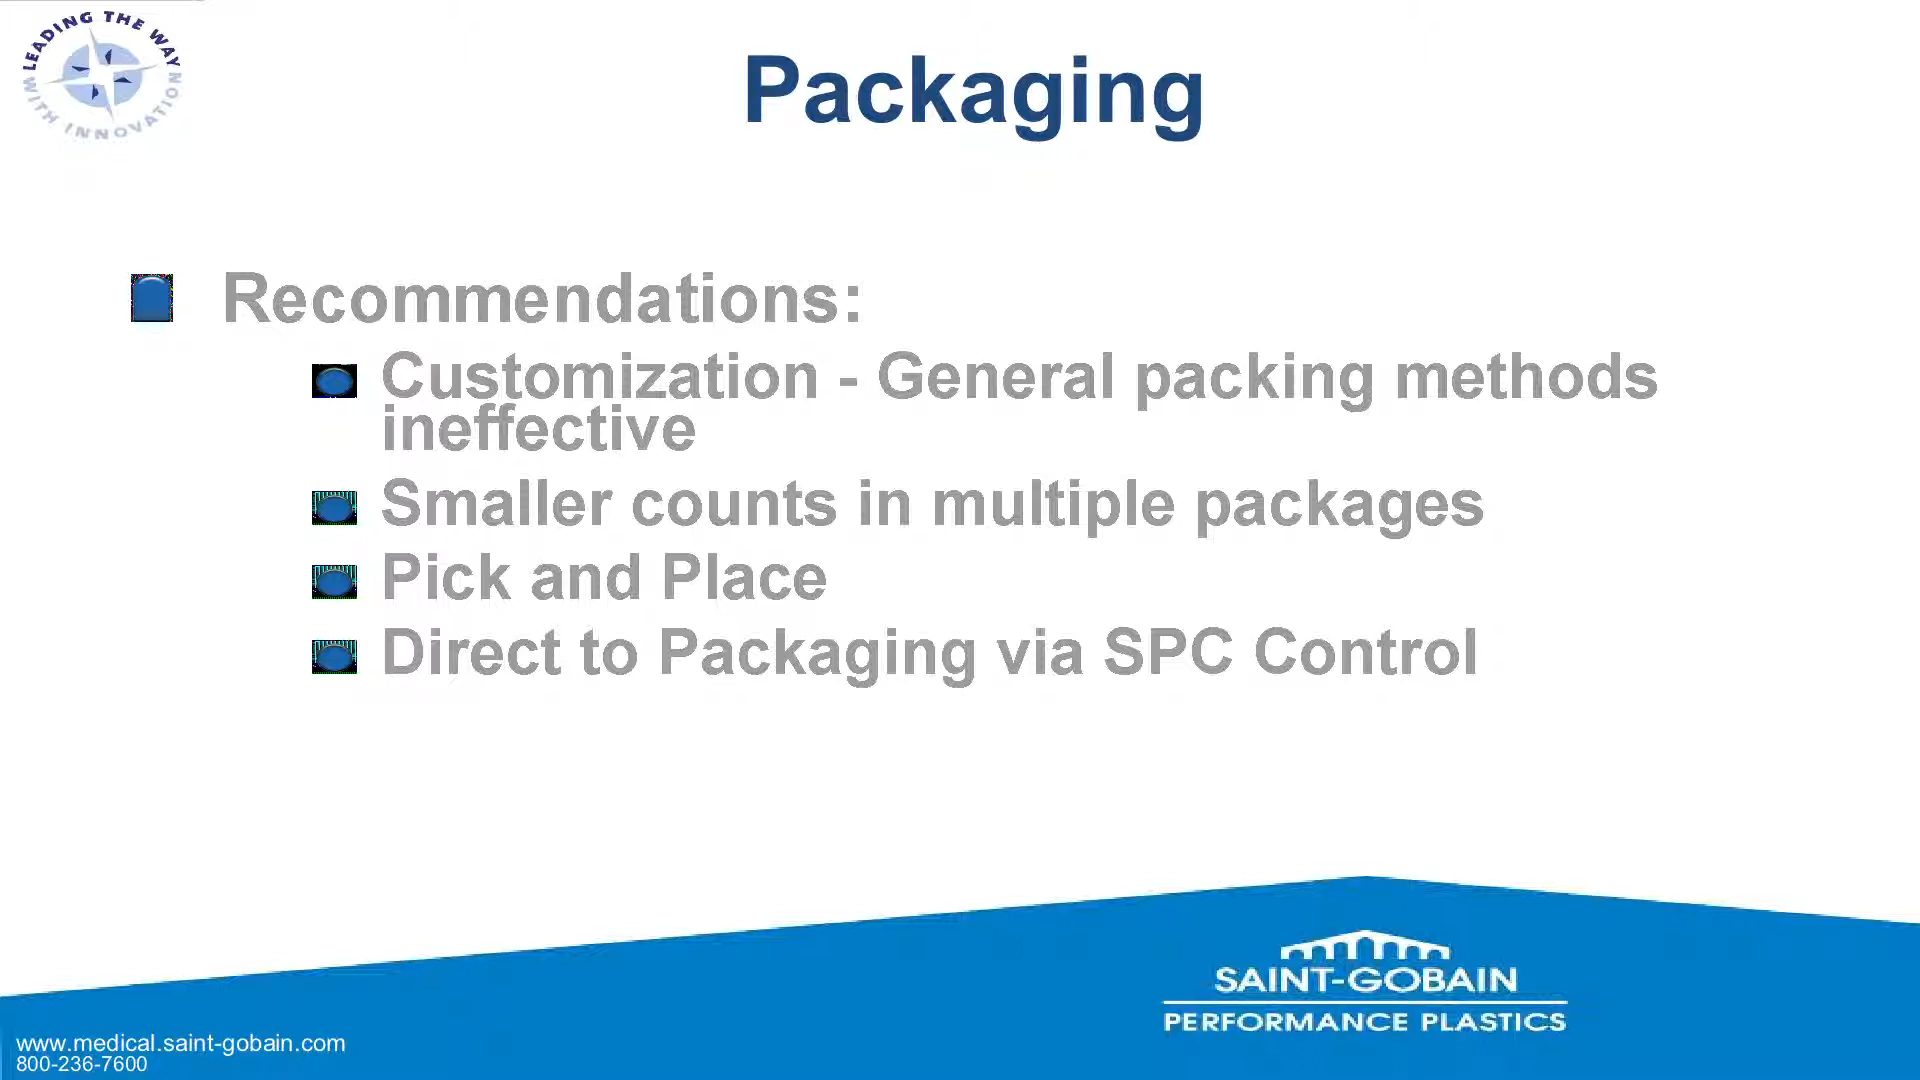 LEADING THE WAY
WITH INNOVATION
Packaging
Recommendations:
Customization - General packing methods
ineffective
Smaller counts in multiple packages
Pick and Place
Direct to Packaging via SPC Control
SAINT-GOBAIN
PERFORMANCE PLASTICS
www.medical.saint-gobain.com
800-236-7600